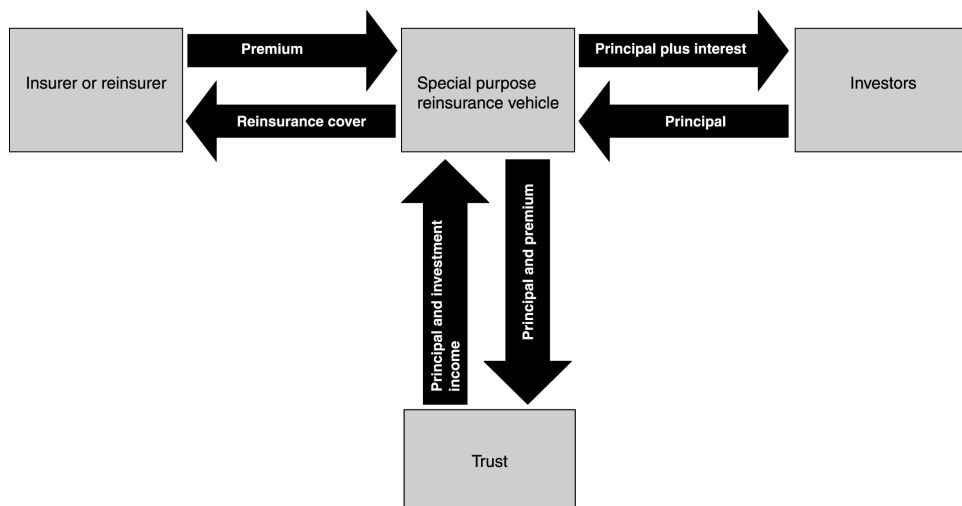 Premium
Principal plus interest
Insurer or reinsurer
Special purpose
reinsurance vehicle
Investors
Reinsurance cover
Principal
Principal and investment
income
Principal and premium
Trust